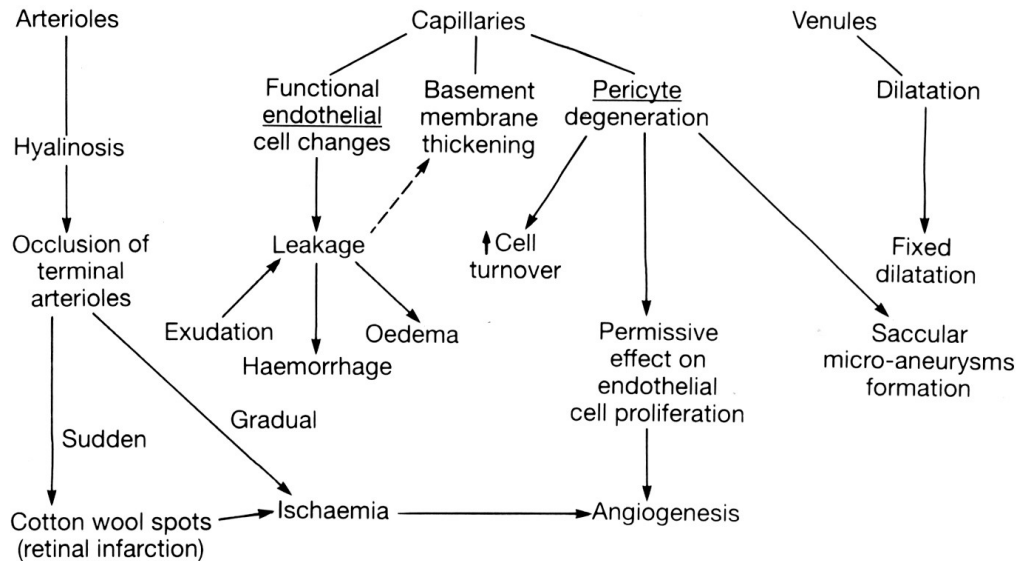 Arterioles
Capillaries
Venules
Functional
endothelial
cell changes
Basement
membrane
thickening
Pericyte
degeneration
Dilatation
Hyalinosis
Occlusion of
terminal
arterioles
Leakage
Cell
turnover
Fixed
dilatation
Exudation
Haemorrhage
Oedema
Permissive
effect on
endothelial
cell proliferation
Saccular
micro-aneurysms
formation
Sudden
Gradual
Cotton wool spots
(retinal infarction)
Ischaemia
Angiogenesis